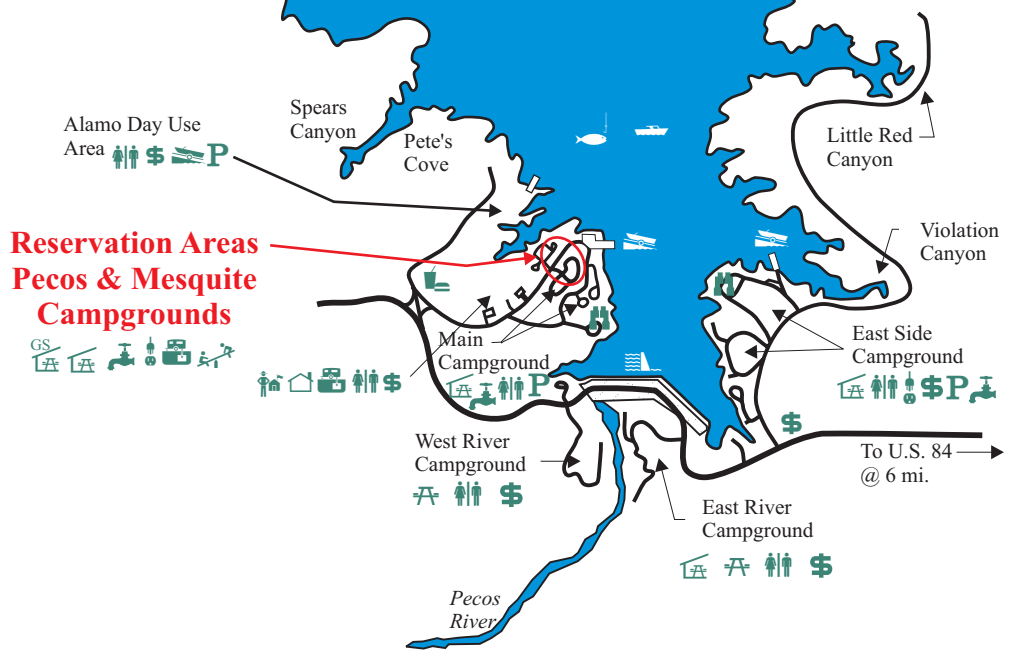 Spears
Canyon
Alamo Day Use
Area
$ P
Pete's
Cove
Little Red
Canyon
Reservation Areas
Pecos & Mesquite
Campgrounds
GS
Violation
Canyon
Main
Campground
$
P
East Side
Campground
$ P
$
West River
Campground
$
To U.S. 84
@ 6 mi.
East River
Campground
$
Pecos
River